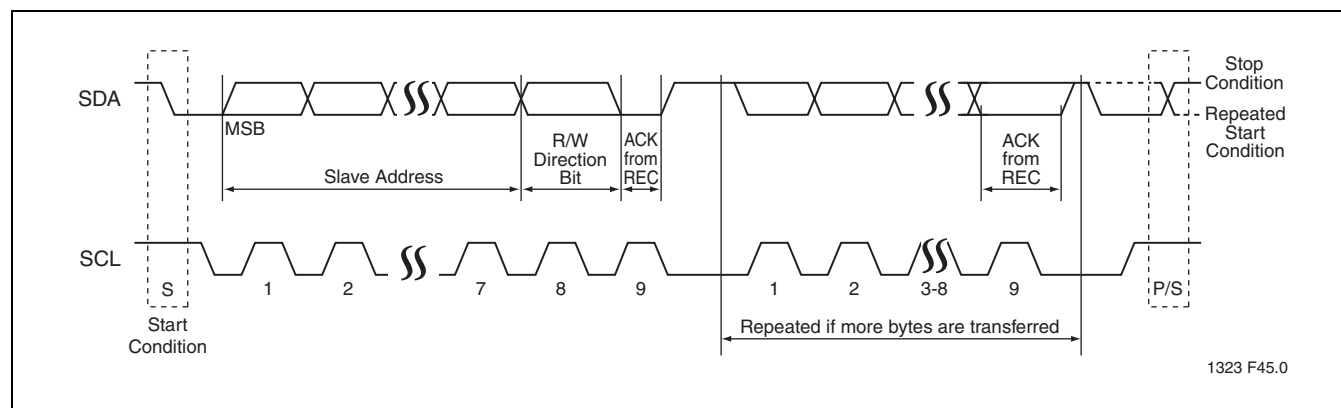 SDA
MSB
Slave Address
R/W
Direction
Bit
ACK
from
REC
ACK
from
REC
Stop
Condition
Repeated
Start
Condition
SCL
S
1
2
7
8
9
1
2
3-8
9
P/S
Start
Condition
Repeated if more bytes are transferred
1323 F45.0